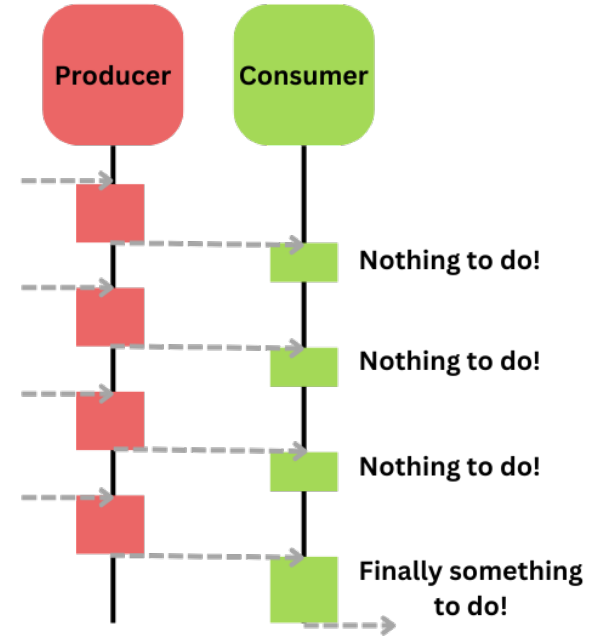 Producer
Consumer
Nothing to do!
Nothing to do!
Nothing to do!
Finally something
to do!